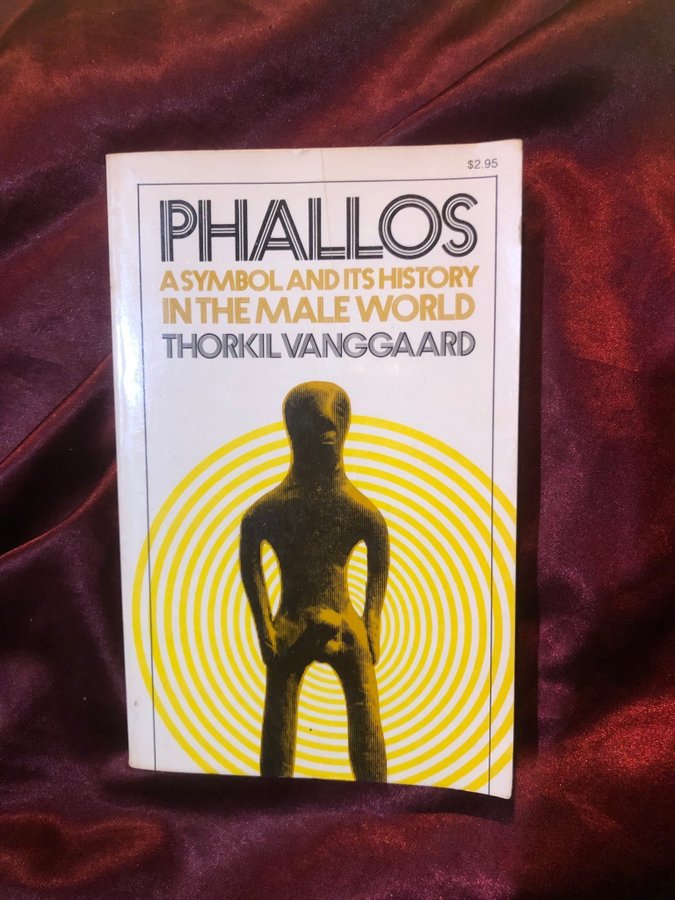 $2.95
PHALLOS
A SYMBOL AND ITS HISTORY
IN THE MALE WORLD
THORKIL VANGGAARD